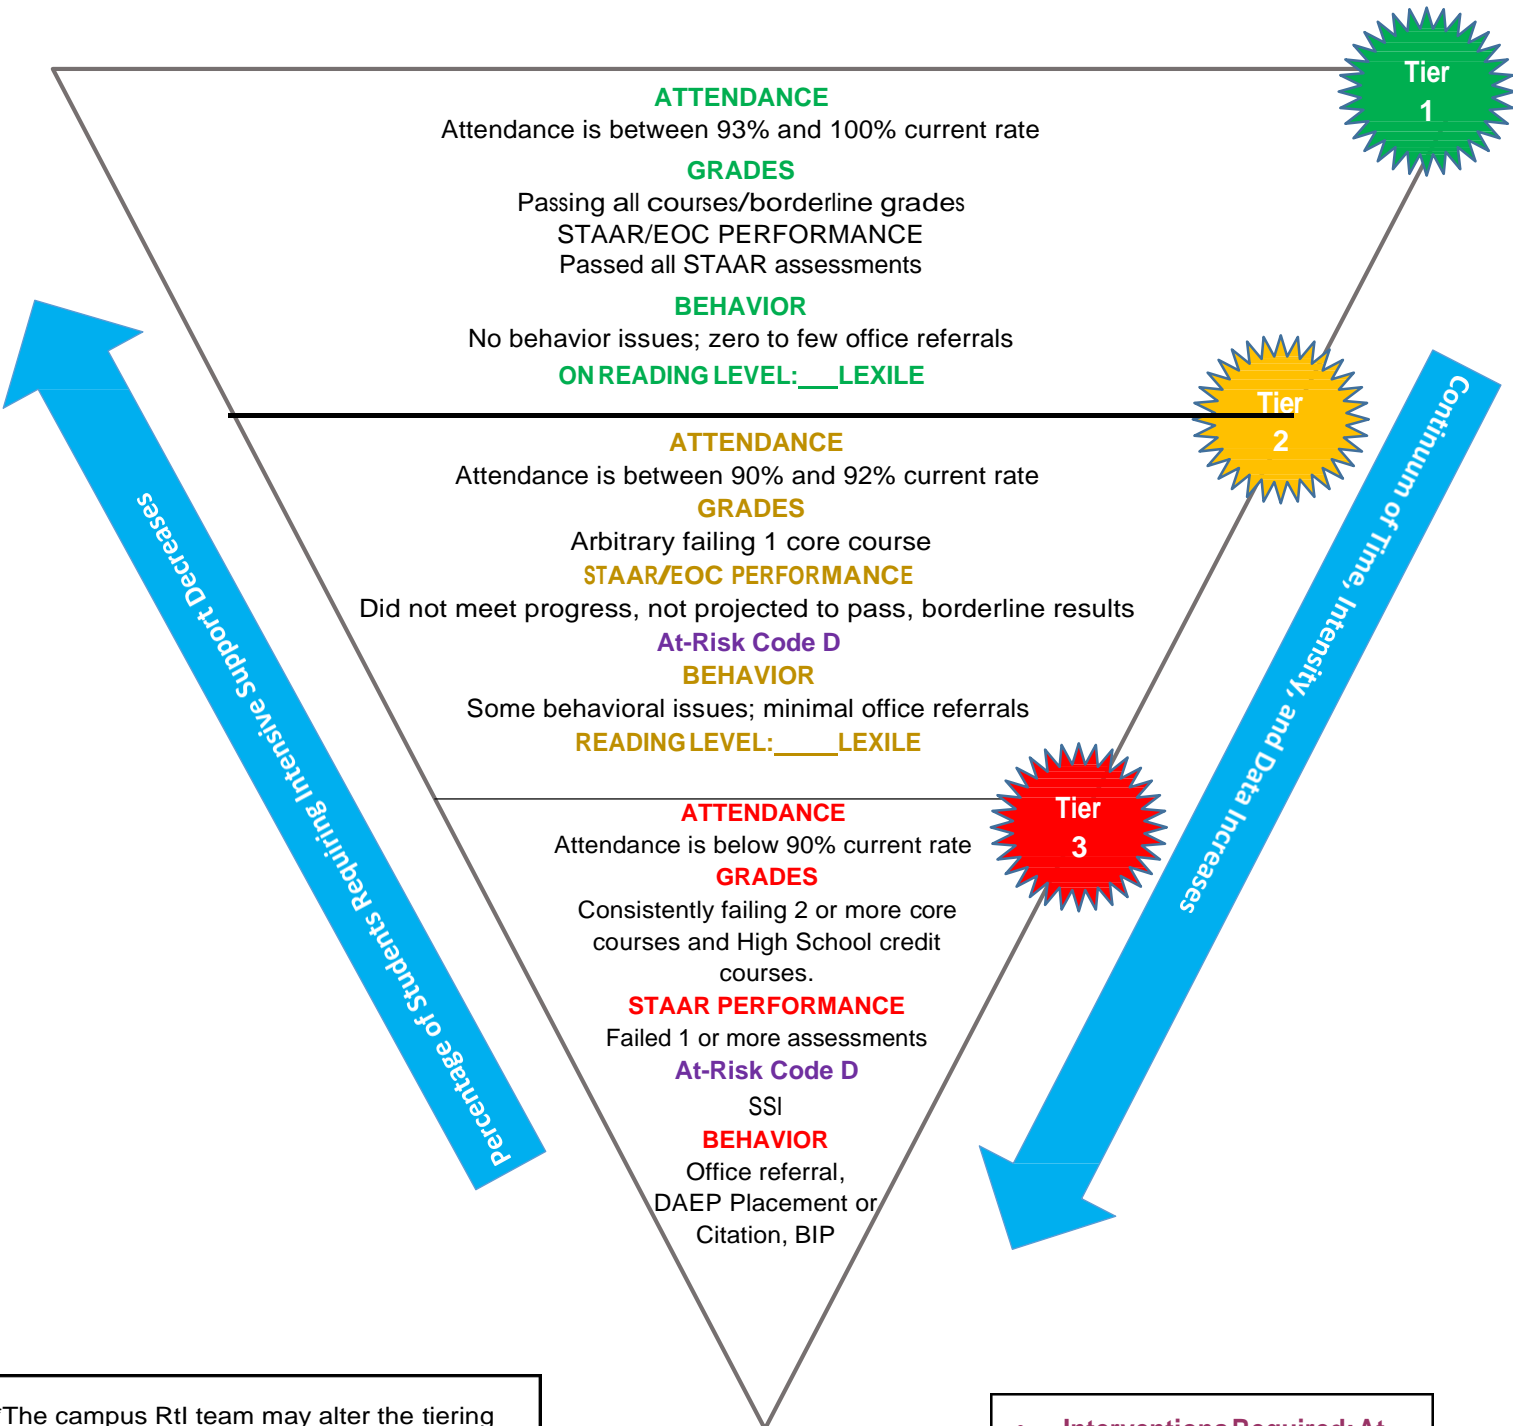 Tier
1
ATTENDANCE
Attendance is between 93% and 100% current rate
GRADES
Passing all courses/borderline grades
STAAR/EOC PERFORMANCE
Passed all STAAR assessments
BEHAVIOR
No behavior issues; zero to few office referrals
ON READING LEVEL:___LEXILE
Tier
2
ATTENDANCE
Attendance is between 90% and 92% current rate
GRADES
Arbitrary failing 1 core course
STAAR/EOC PERFORMANCE
Did not meet progress, not projected to pass, borderline results
At-Risk Code D
BEHAVIOR
Some behavioral issues; minimal office referrals
READING LEVEL:_____LEXILE
Tier
3
ATTENDANCE
Attendance is below 90% current rate
GRADES
Consistently failing 2 or more core
courses and High School credit
courses.
STAAR PERFORMANCE
Failed 1 or more assessments
At-Risk Code D
SSI
BEHAVIOR
Office referral,
DAEP Placement or
Citation, BIP
Percentage of Students Requiring Intensive Support Decreases
Continuum of Time, Intensity, and Data Increases
*The campus RtI team may alter the tiering
Interventions Required: At-